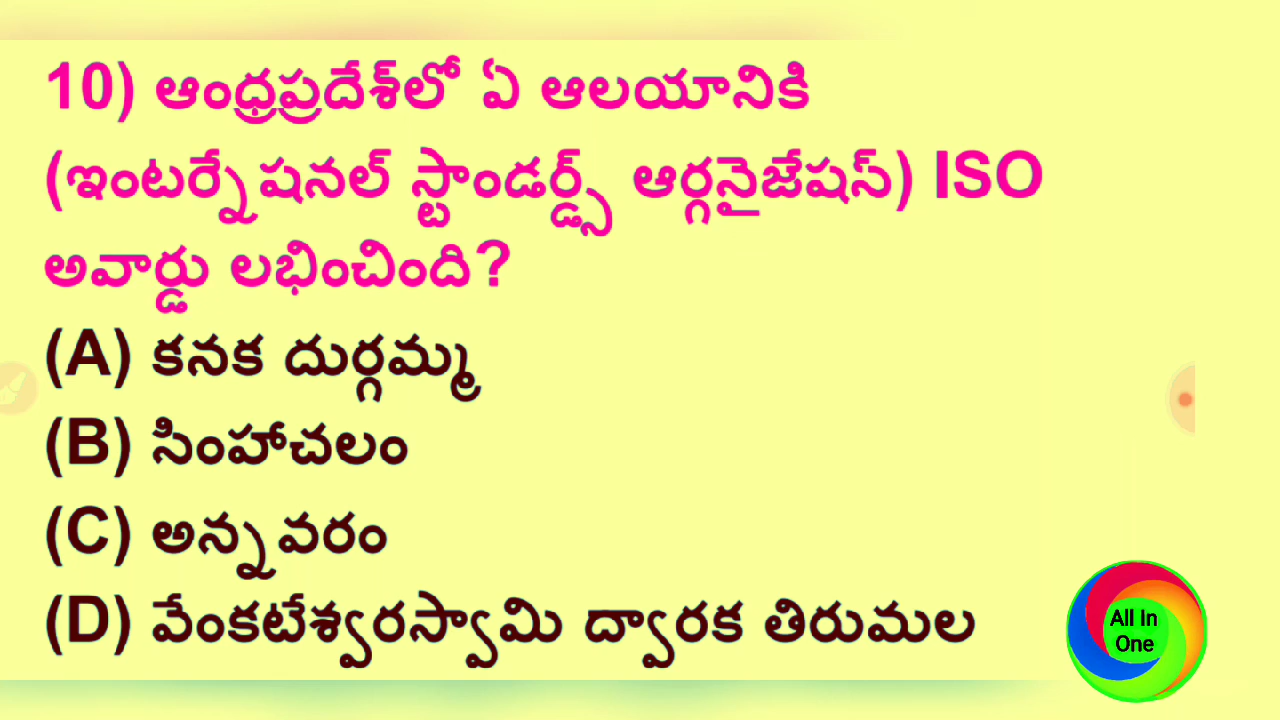 10) ఆంధ్రప్రదేశ్‌లో ఏ ఆలయానికి
(ఇంటర్నేషనల్ స్టాండర్డ్స్ ఆర్గనైజేషస్) ISO
అవార్డు లభించింది?
(A) కనక దుర్గమ్మ
(B) సింహాచలం
(C) అన్నవరం
(D) వేంకటేశ్వరస్వామి ద్వారక తిరుమల
All In
One